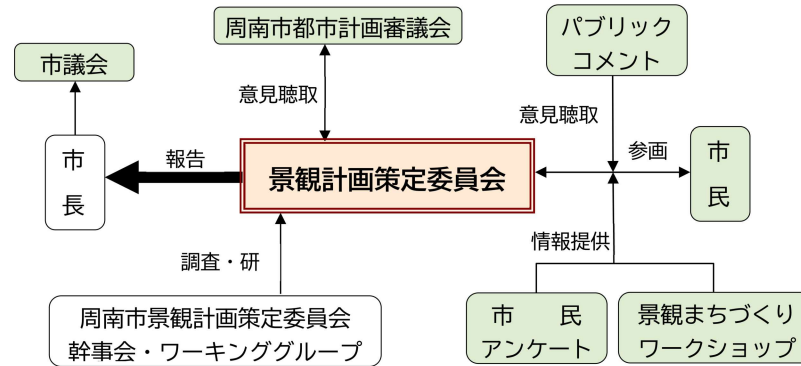 周南市都市計画審議会
パブリック
コメント
市議会
意見聴取
意見聴取
市
長
報告
景観計画策定委員会
参画
市
民
調査・研
情報提供
周南市景観計画策定委員会
幹事会・ワーキンググループ
市　民
アンケート
景観まちづくり
ワークショップ